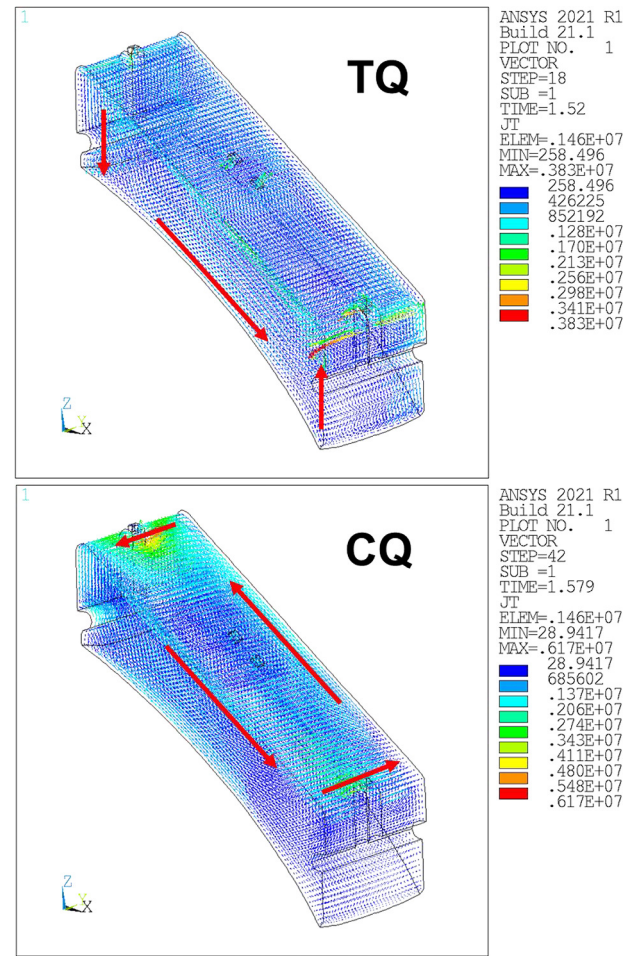 1
TQ
ANSYS 2021 R1
Build 21.1
PLOT NO. 1
VECTOR
STEP=18
SUB =1
TIME=1.52
JT
ELEM=.146E+07
MIN=258.496
MAX=.383E+07
258.496
426225
852192
.128E+07
.170E+07
.213E+07
.256E+07
.298E+07
.341E+07
.383E+07
Z
Y
X
1
CQ
ANSYS 2021 R1
Build 21.1
PLOT NO. 1
VECTOR
STEP=42
SUB =1
TIME=1.579
JT
ELEM=.146E+07
MIN=28.9417
MAX=.617E+07
28.9417
685602
.137E+07
.206E+07
.274E+07
.343E+07
.411E+07
.480E+07
.548E+07
.617E+07
Z
Y
X